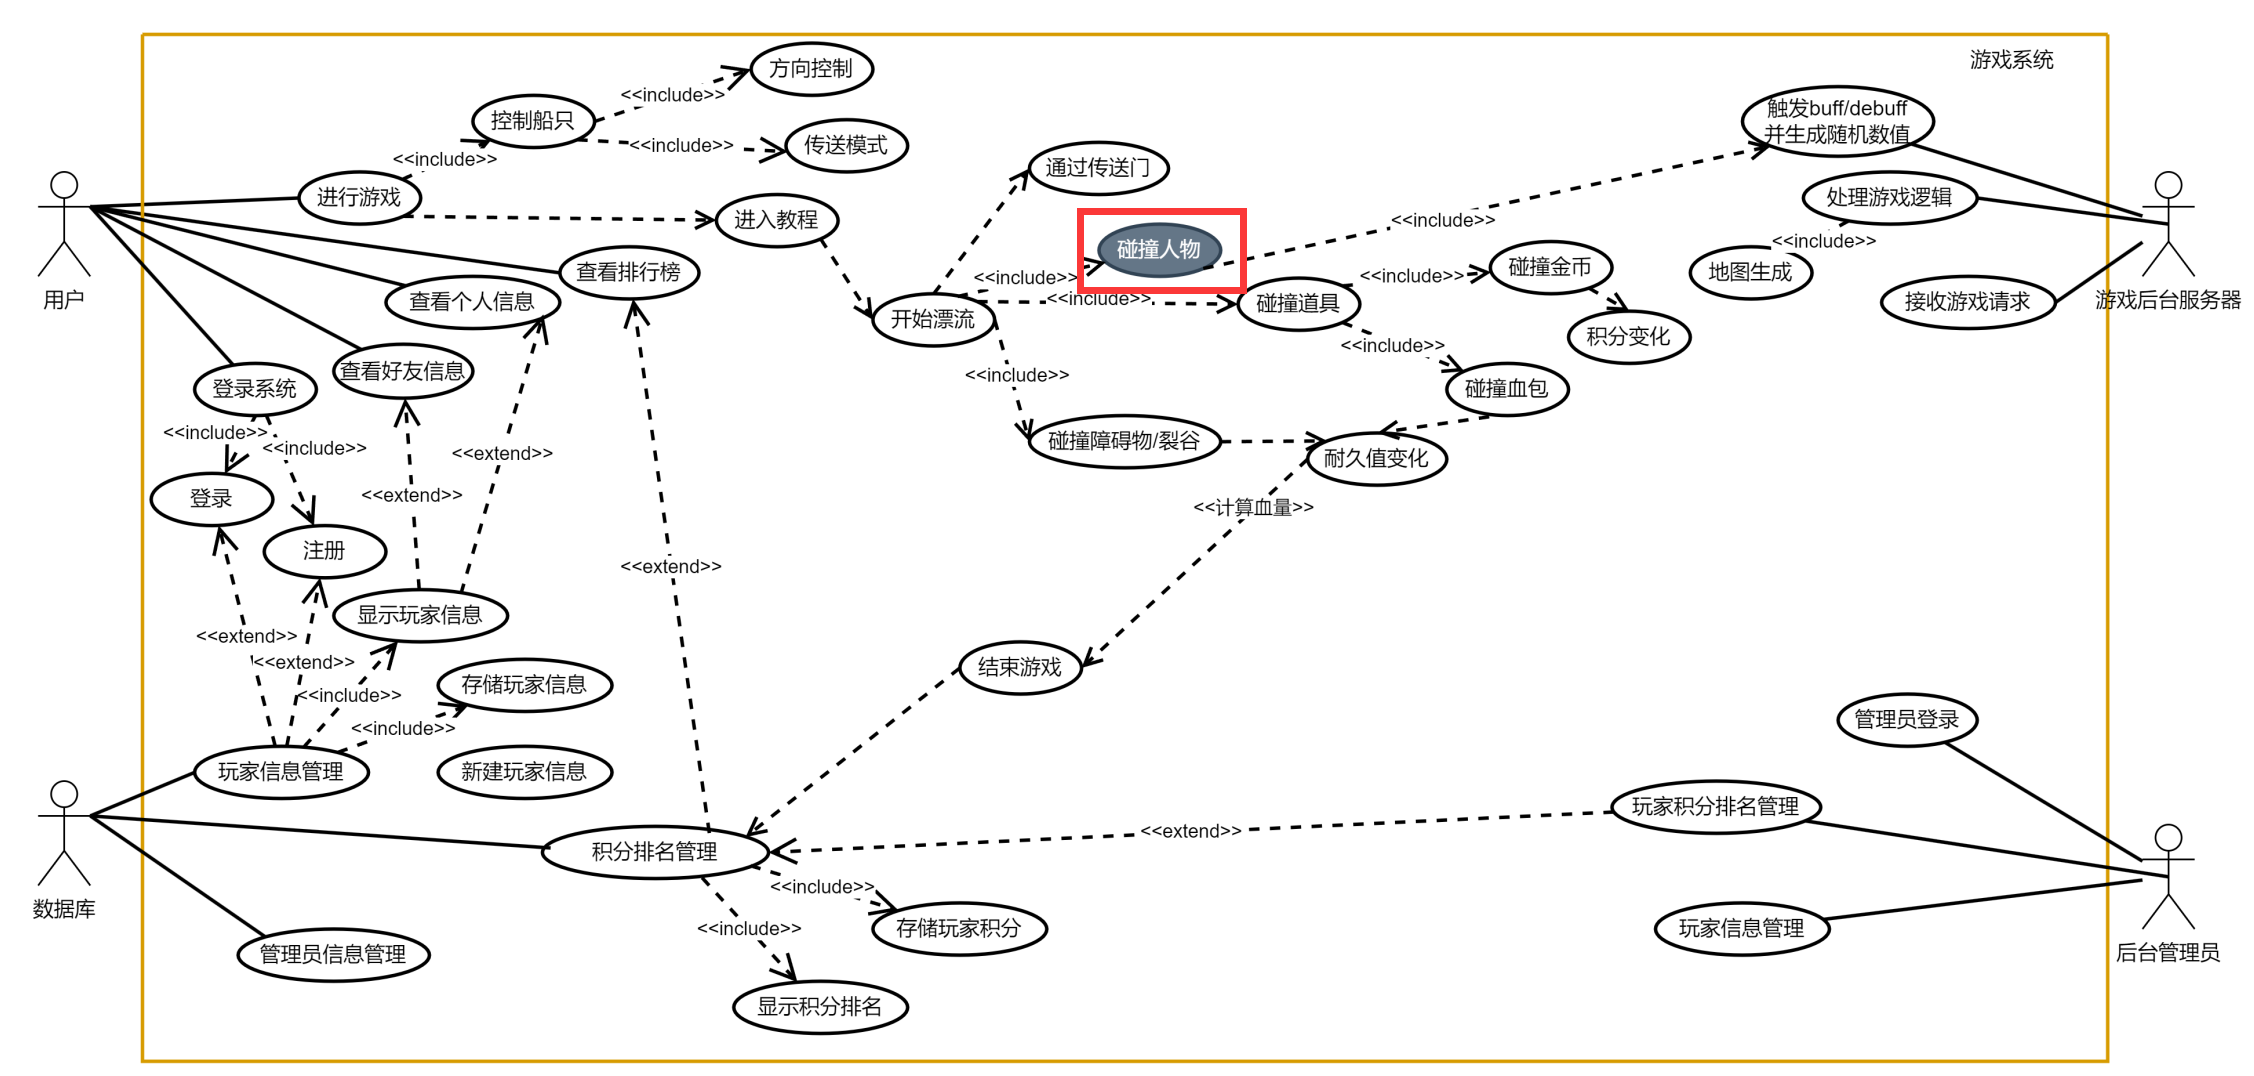 游戏系统
方向控制
<<include>>
控制船只
触发buff/debuff
并生成随机数值
<<include>>
传送模式
<<include>>
通过传送门
进行游戏
处理游戏逻辑
进入教程
<<include>>
碰撞人物
<<include>>
查看排行榜
<<include>>
<<include>>
碰撞金币
地图生成
用户
查看个人信息
<<include>>
碰撞道具
接收游戏请求
游戏后台服务器
开始漂流
积分变化
<<include>>
查看好友信息
<<include>>
登录系统
碰撞血包
<<include>>
<<include>>
碰撞障碍物/裂谷
<<extend>>
耐久值变化
登录
<<extend>>
<<计算血量>>
注册
<<extend>>
显示玩家信息
<<extend>>
<<extend>>
结束游戏
存储玩家信息
<<include>>
<<include>>
管理员登录
玩家信息管理
新建玩家信息
玩家积分排名管理
<<extend>>
积分排名管理
<<include>>
数据库
<<include>>
存储玩家积分
玩家信息管理
管理员信息管理
后台管理员
显示积分排名